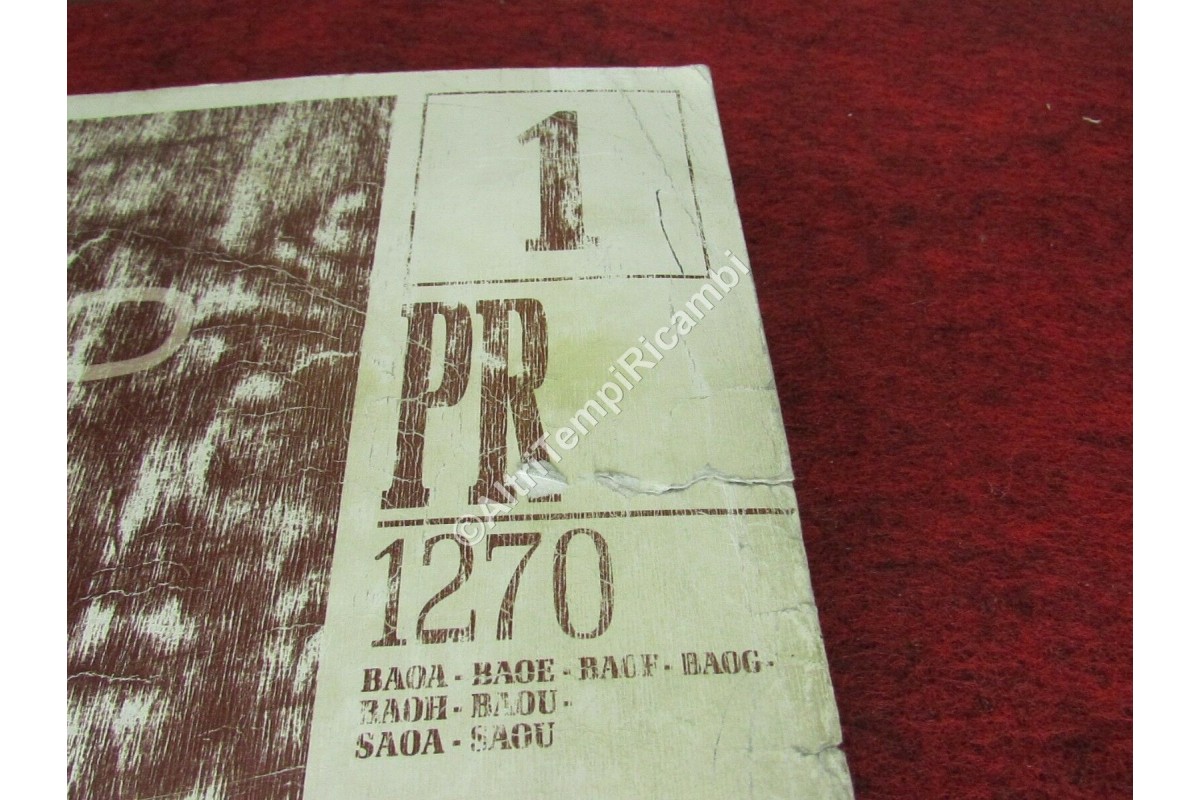 1
PR
1270
BAOA - BAOE - BAOF - BAOG -
BAOH - BAOU -
SAOA - SAOU
©AltriTempiRicambi